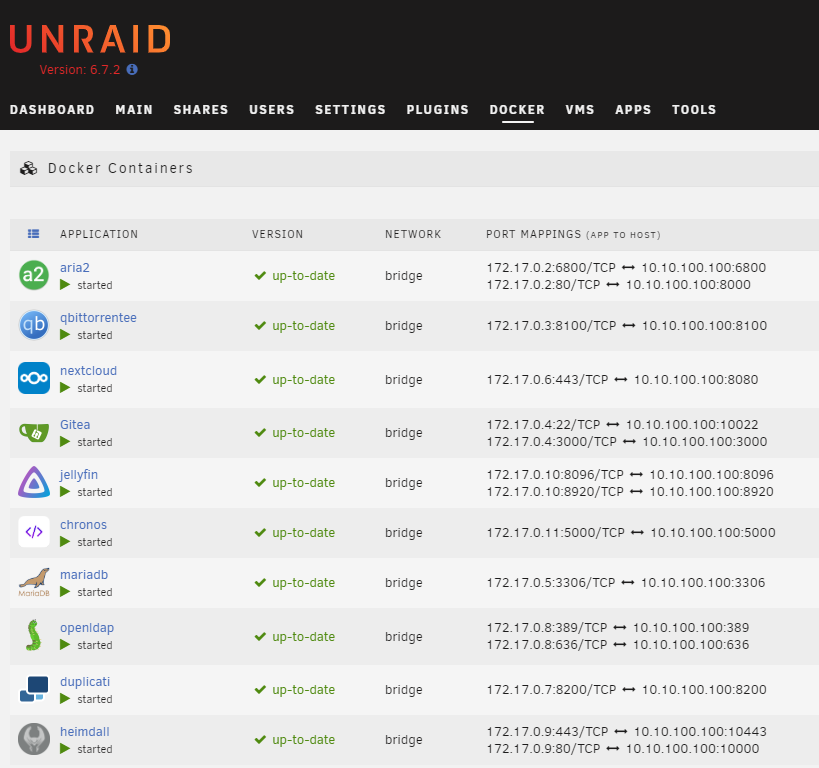 UNRAID
Version: 6.7.2
DASHBOARD MAIN SHARES USERS SETTINGS PLUGINS DOCKER VMS APPS TOOLS
Docker Containers
APPLICATION VERSION NETWORK PORT MAPPINGS (APP TO HOST)
a2 aria2 started up-to-date bridge 172.17.0.2:6800/TCP ↔ 10.10.100.100:6800
172.17.0.2:80/TCP ↔ 10.10.100.100:8000
qb qbittorrentee started up-to-date bridge 172.17.0.3:8100/TCP ↔ 10.10.100.100:8100
nextcloud started up-to-date bridge 172.17.0.6:443/TCP ↔ 10.10.100.100:8080
Gitea started up-to-date bridge 172.17.0.4:22/TCP ↔ 10.10.100.100:10022
172.17.0.4:3000/TCP ↔ 10.10.100.100:3000
jellyfin started up-to-date bridge 172.17.0.10:8096/TCP ↔ 10.10.100.100:8096
172.17.0.10:8920/TCP ↔ 10.10.100.100:8920
</> chronos started up-to-date bridge 172.17.0.11:5000/TCP ↔ 10.10.100.100:5000
MariaDB mariadb started up-to-date bridge 172.17.0.5:3306/TCP ↔ 10.10.100.100:3306
openldap started up-to-date bridge 172.17.0.8:389/TCP ↔ 10.10.100.100:389
172.17.0.8:636/TCP ↔ 10.10.100.100:636
duplicati started up-to-date bridge 172.17.0.7:8200/TCP ↔ 10.10.100.100:8200
heimdall started up-to-date bridge 172.17.0.9:443/TCP ↔ 10.10.100.100:10443
172.17.0.9:80/TCP ↔ 10.10.100.100:10000